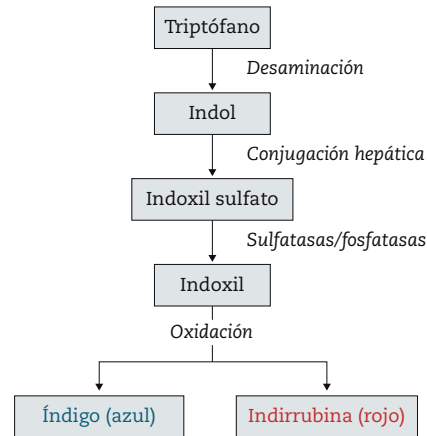 Triptófano
Desaminación
Indol
Conjugación hepática
Indoxil sulfato
Sulfatasas/fosfatasas
Indoxil
Oxidación
Índigo (azul)
Indirrubina (rojo)